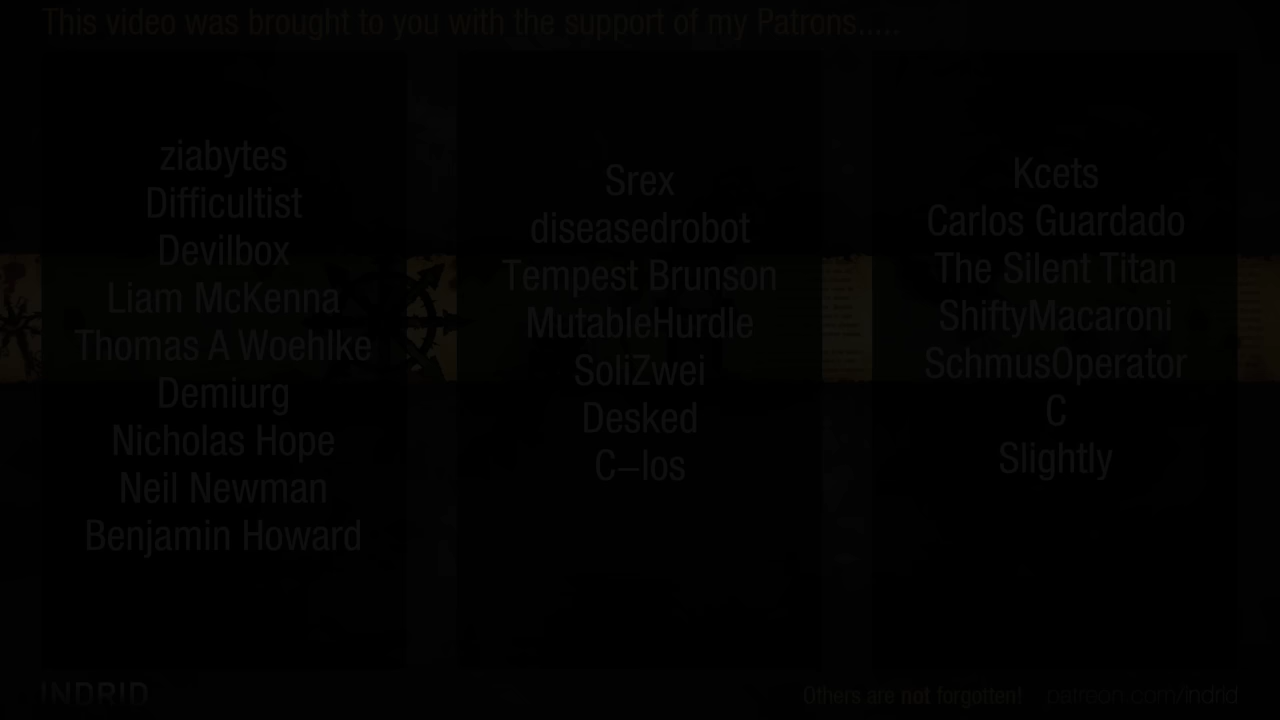 This video was brought to you with the support of my Patrons.....
ziabytes
Difficultist
Devilbox
Liam McKenna
Thomas A Woehlke
Demiurg
Nicholas Hope
Neil Newman
Benjamin Howard
Srex
diseasedrobot
Tempest Brunson
MutableHurdle
SoliZwei
Desked
C–los
Kcets
Carlos Guardado
The Silent Titan
ShiftyMacaroni
SchmusOperator
C
Slightly
INDRID
Others are not forgotten!
patreon.com/indrid